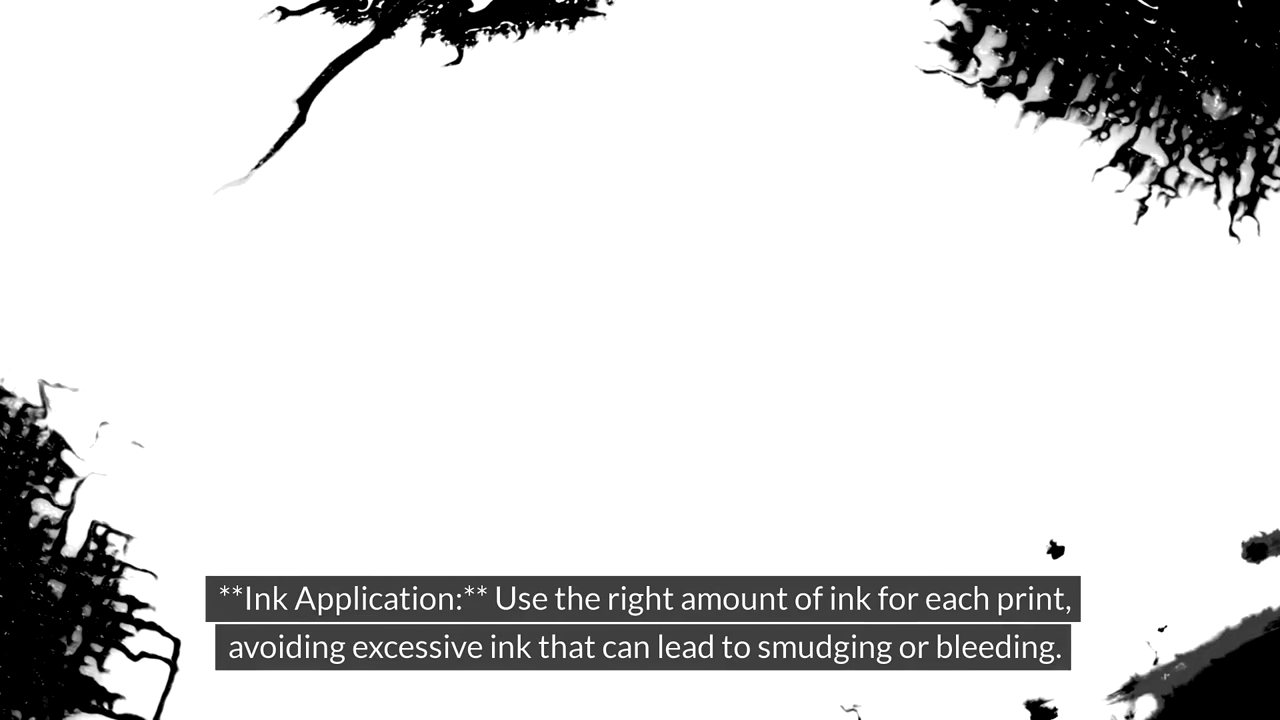 **Ink Application:** Use the right amount of ink for each print,
avoiding excessive ink that can lead to smudging or bleeding.